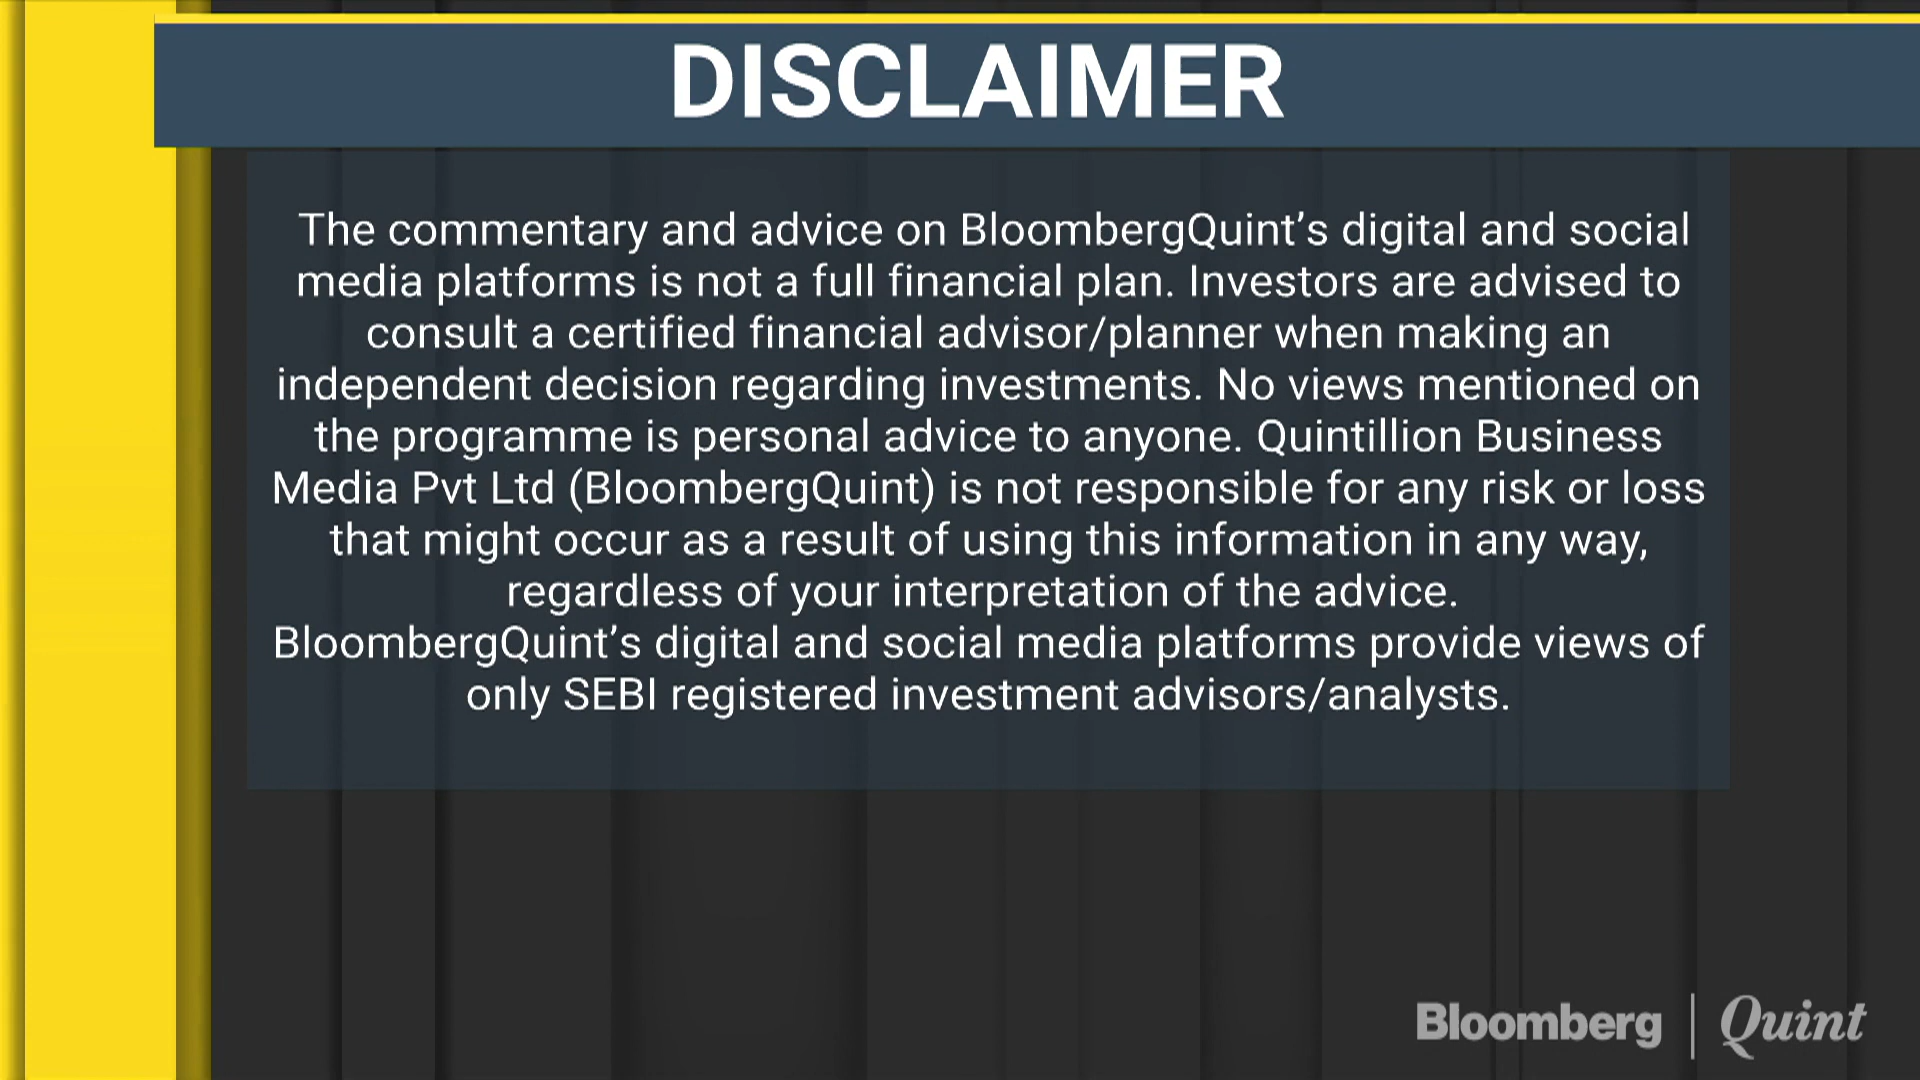 DISCLAIMER
The commentary and advice on BloombergQuint’s digital and social
media platforms is not a full financial plan. Investors are advised to
consult a certified financial advisor/planner when making an
independent decision regarding investments. No views mentioned on
the programme is personal advice to anyone. Quintillion Business
Media Pvt Ltd (BloombergQuint) is not responsible for any risk or loss
that might occur as a result of using this information in any way,
regardless of your interpretation of the advice.
BloombergQuint’s digital and social media platforms provide views of
only SEBI registered investment advisors/analysts.
Bloomberg | Quint